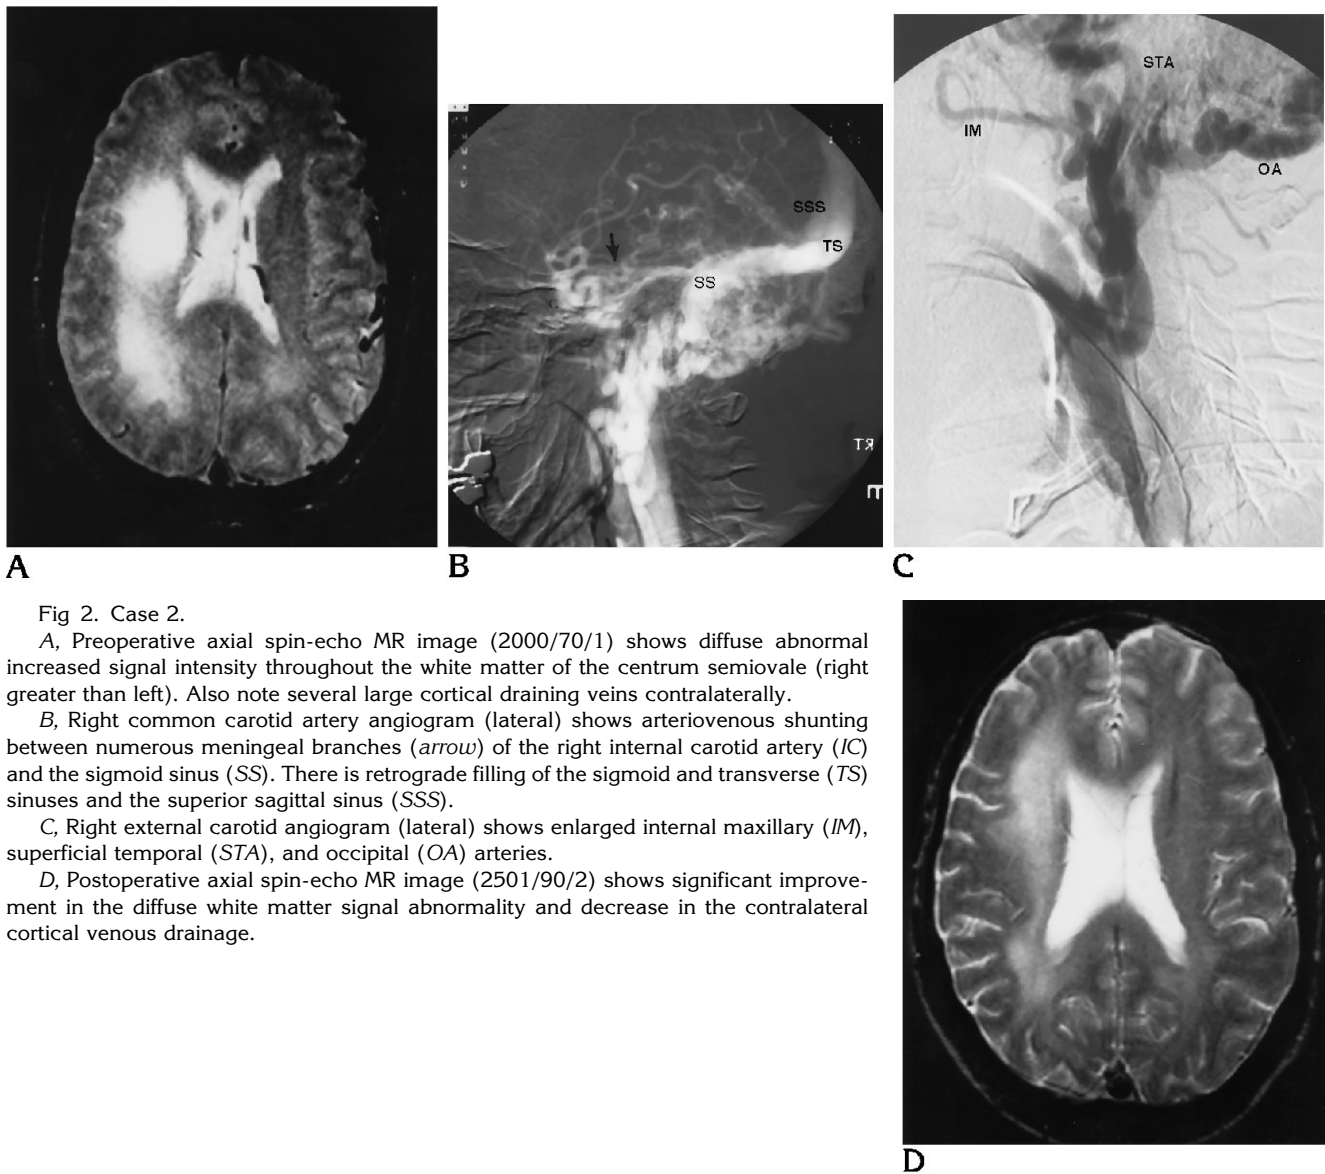 STA
IM
OA
SSS
TS
SS
A
B
C
Fig 2. Case 2.
A, Preoperative axial spin-echo MR image (2000/70/1) shows diffuse abnormal
increased signal intensity throughout the white matter of the centrum semiovale (right
greater than left). Also note several large cortical draining veins contralaterally.
B, Right common carotid artery angiogram (lateral) shows arteriovenous shunting
between numerous meningeal branches (arrow) of the right internal carotid artery (IC)
and the sigmoid sinus (SS). There is retrograde filling of the sigmoid and transverse (TS)
sinuses and the superior sagittal sinus (SSS).
C, Right external carotid angiogram (lateral) shows enlarged internal maxillary (IM),
superficial temporal (STA), and occipital (OA) arteries.
D, Postoperative axial spin-echo MR image (2501/90/2) shows significant improve-
ment in the diffuse white matter signal abnormality and decrease in the contralateral
cortical venous drainage.
D